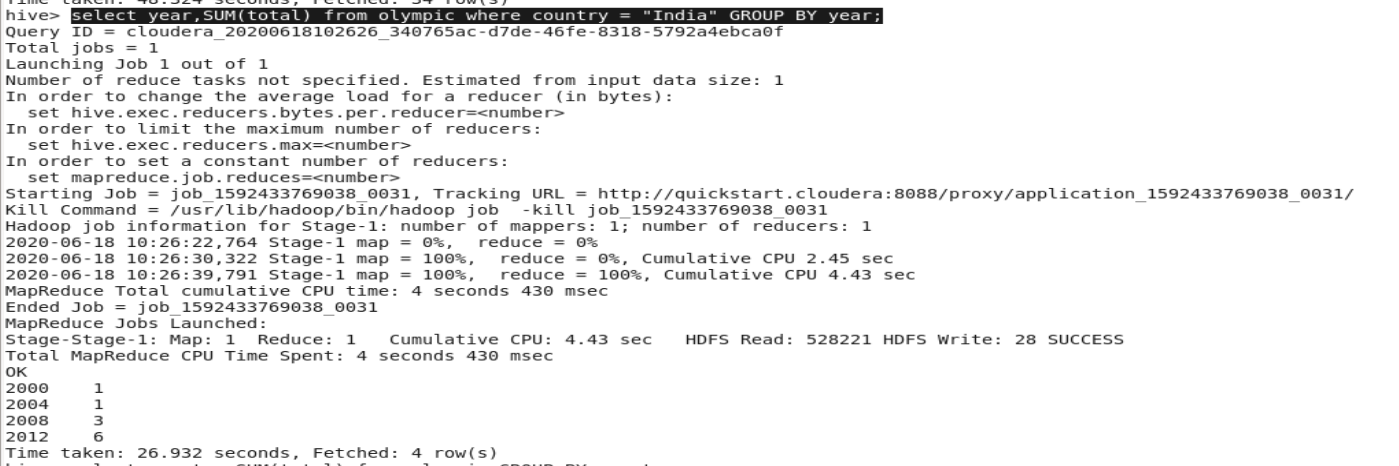 Time taken: 48.324 seconds, Fetched: 34 row(s)
hive> select year,SUM(total) from olympic where country = "India" GROUP BY year;
Query ID = cloudera_20200618102626_340765ac-d7de-46fe-8318-5792a4ebca0f
Total jobs = 1
Launching Job 1 out of 1
Number of reduce tasks not specified. Estimated from input data size: 1
In order to change the average load for a reducer (in bytes):
  set hive.exec.reducers.bytes.per.reducer=<number>
In order to limit the maximum number of reducers:
  set hive.exec.reducers.max=<number>
In order to set a constant number of reducers:
  set mapreduce.job.reduces=<number>
Starting Job = job_1592433769038_0031, Tracking URL = http://quickstart.cloudera:8088/proxy/application_1592433769038_0031/
Kill Command = /usr/lib/hadoop/bin/hadoop job  -kill job_1592433769038_0031
Hadoop job information for Stage-1: number of mappers: 1; number of reducers: 1
2020-06-18 10:26:22,764 Stage-1 map = 0%,  reduce = 0%
2020-06-18 10:26:30,322 Stage-1 map = 100%,  reduce = 0%, Cumulative CPU 2.45 sec
2020-06-18 10:26:39,791 Stage-1 map = 100%,  reduce = 100%, Cumulative CPU 4.43 sec
MapReduce Total cumulative CPU time: 4 seconds 430 msec
Ended Job = job_1592433769038_0031
MapReduce Jobs Launched:
Stage-Stage-1: Map: 1  Reduce: 1   Cumulative CPU: 4.43 sec   HDFS Read: 528221 HDFS Write: 28 SUCCESS
Total MapReduce CPU Time Spent: 4 seconds 430 msec
OK
2000	1
2004	1
2008	3
2012	6
Time taken: 26.932 seconds, Fetched: 4 row(s)